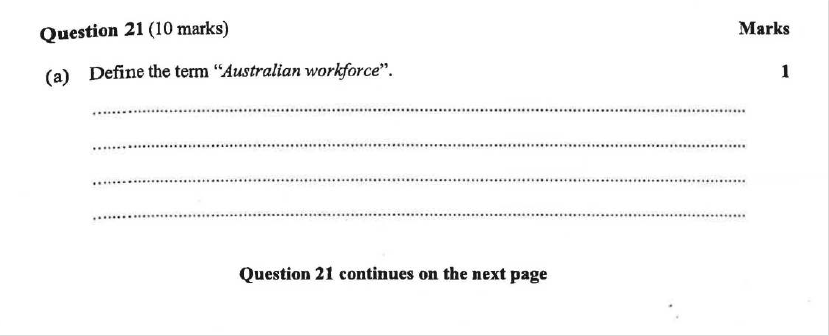 Question 21 (10 marks) Marks
(a) Define the term “Australian workforce”. 1
Question 21 continues on the next page